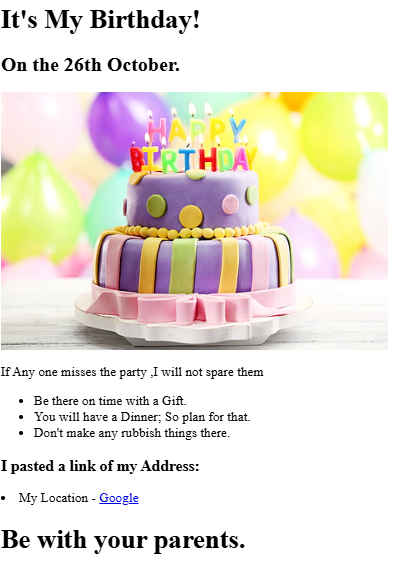 It's My Birthday!
On the 26th October.
HAPPY
BIRTHDAY
If Any one misses the party ,I will not spare them
Be there on time with a Gift.
You will have a Dinner; So plan for that.
Don't make any rubbish things there.
I pasted a link of my Address:
My Location - Google
Be with your parents.